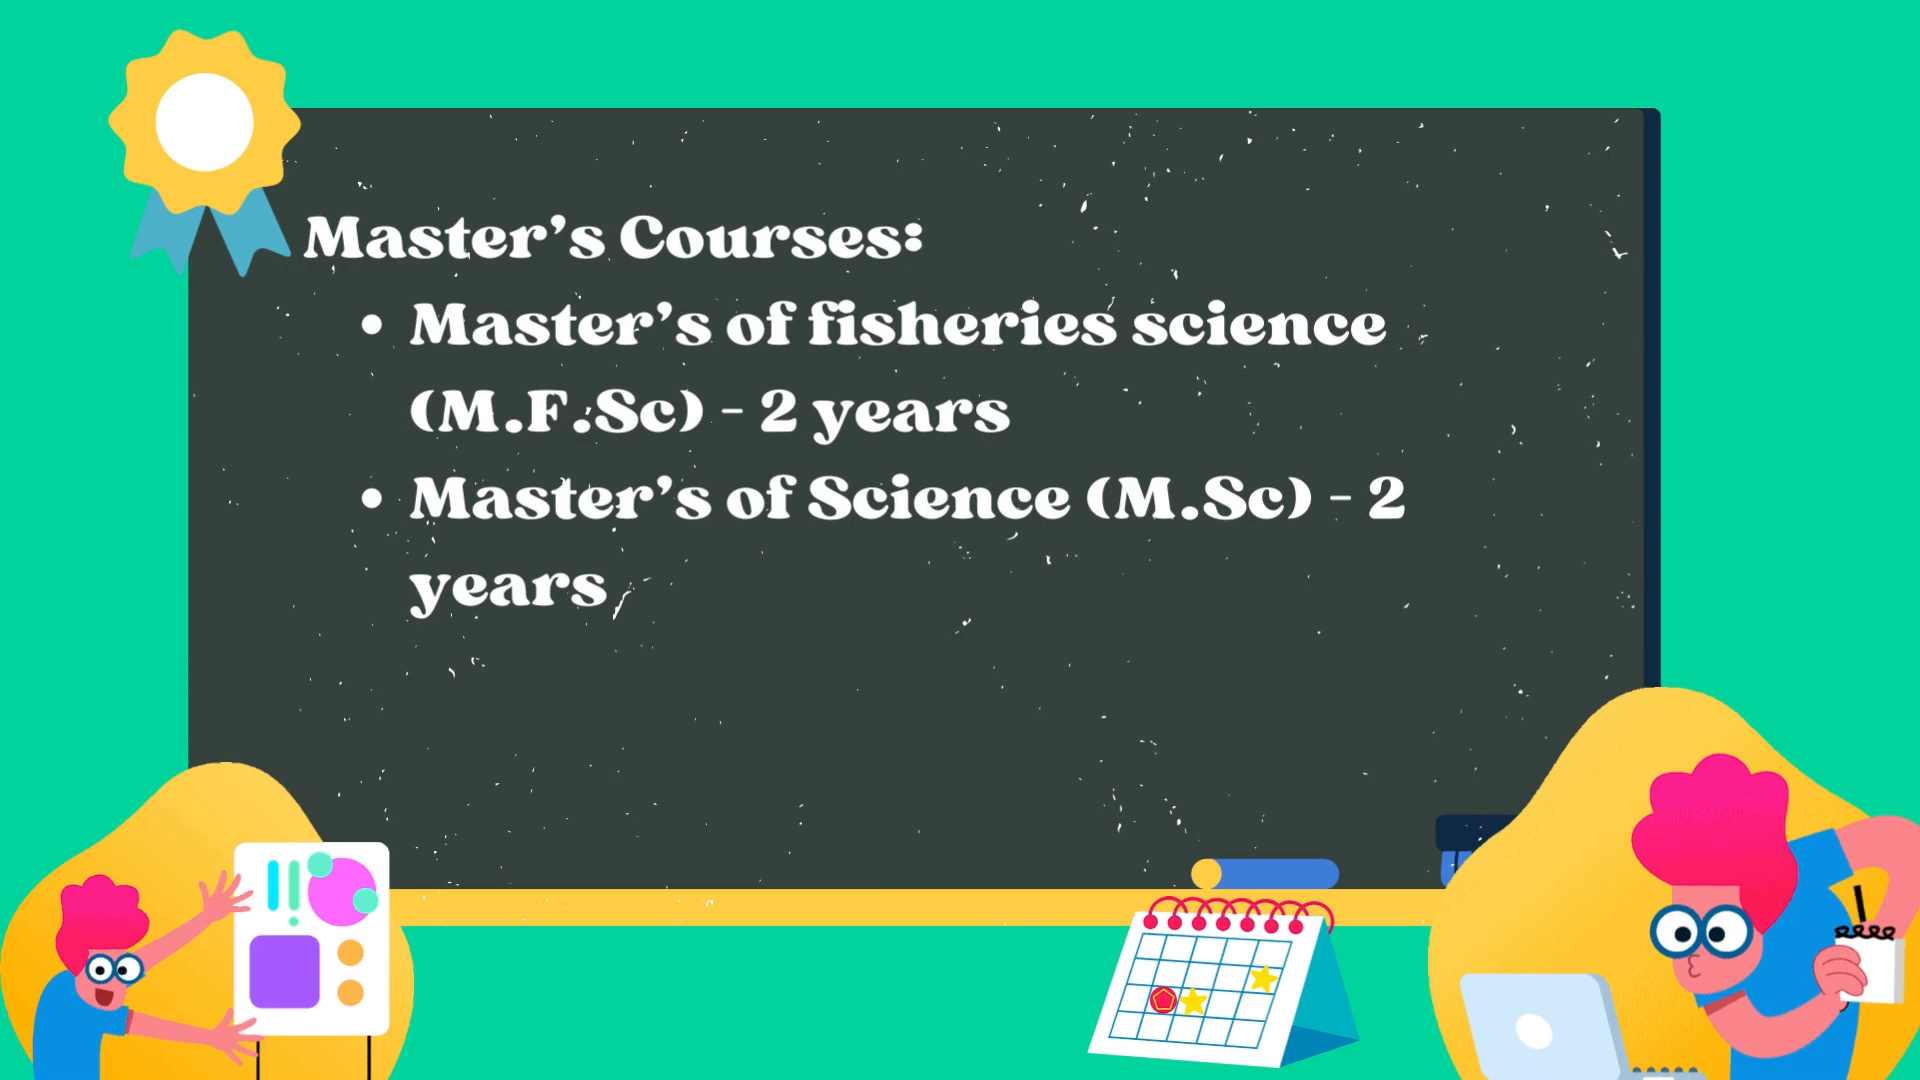 Master’s Courses:
• Master’s of fisheries science
(M.F.Sc) - 2 years
• Master’s of Science (M.Sc) - 2
years